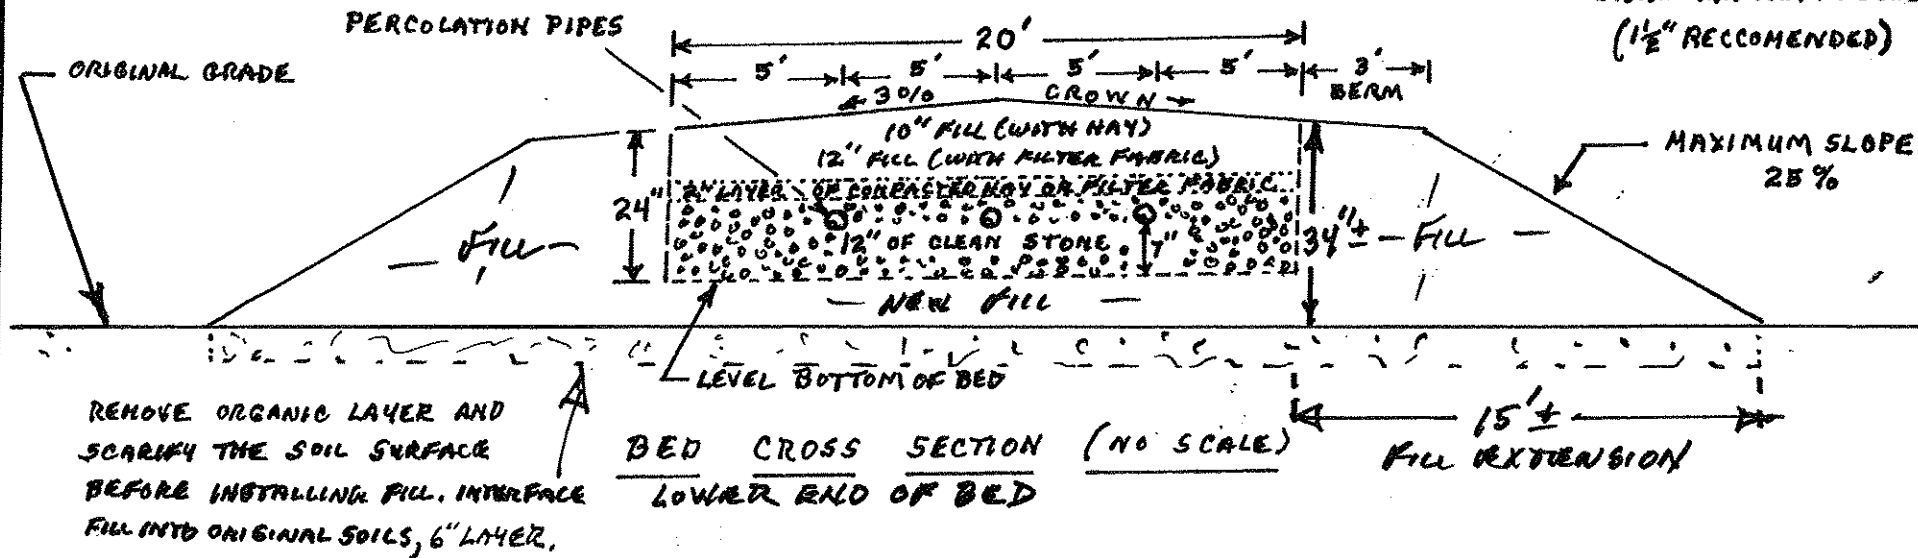 PERCOLATION PIPES
(1½" RECCOMENDED)
ORIGINAL GRADE
20'
5' 5' 5' 5' 3'
BERM
3% CROWN
10" FILL (WITH HAY)
12" FILL (WITH FILTER FABRIC)
MAXIMUM SLOPE
25%
2" LAYER OF COMPACTED HAY OR FILTER FABRIC
24"
FILL
12" OF CLEAN STONE
7"
34"±
FILL
NEW FILL
LEVEL BOTTOM OF BED
REMOVE ORGANIC LAYER AND
SCARIFY THE SOIL SURFACE
BEFORE INSTALLING FILL. INTERFACE
FILL INTO ORIGINAL SOILS, 6" LAYER.
BED CROSS SECTION (NO SCALE)
LOWER END OF BED
15'±
FILL EXTENSION